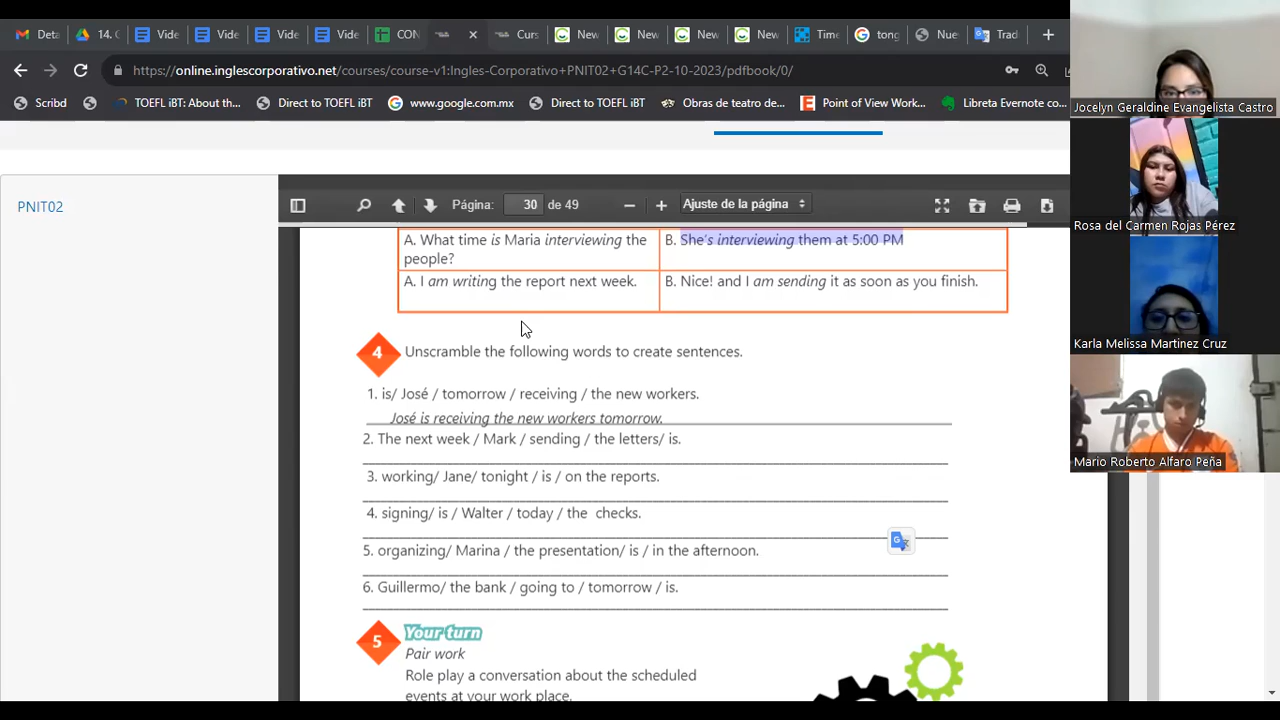 Deta
14. C
Vide
Vide
Vide
Vide
CON
Curs
New
New
New
New
Time
tong
Nue
Trad
https://online.inglescorporativo.net/courses/course-v1:Ingles-Corporativo+PNIT02+G14C-P2-10-2023/pdfbook/0/
Scribd
TOEFL iBT: About th...
Direct to TOEFL iBT
www.google.com.mx
Direct to TOEFL iBT
Obras de teatro de...
Point of View Work...
Libreta Evernote co...
PNIT02
Página: 30 de 49
Ajuste de la página
A. What time is Maria interviewing the people?
B. She's interviewing them at 5:00 PM
A. I am writing the report next week.
B. Nice! and I am sending it as soon as you finish.
4 Unscramble the following words to create sentences.
1. is/ José / tomorrow / receiving / the new workers.
José is receiving the new workers tomorrow.
2. The next week / Mark / sending / the letters/ is.
3. working/ Jane/ tonight / is / on the reports.
4. signing/ is / Walter / today / the checks.
5. organizing/ Marina / the presentation/ is / in the afternoon.
6. Guillermo/ the bank / going to / tomorrow / is.
5 Your turn
Pair work
Role play a conversation about the scheduled
events at your work place.
Jocelyn Geraldine Evangelista Castro
Rosa del Carmen Rojas Pérez
Karla Melissa Martinez Cruz
Mario Roberto Alfaro Peña